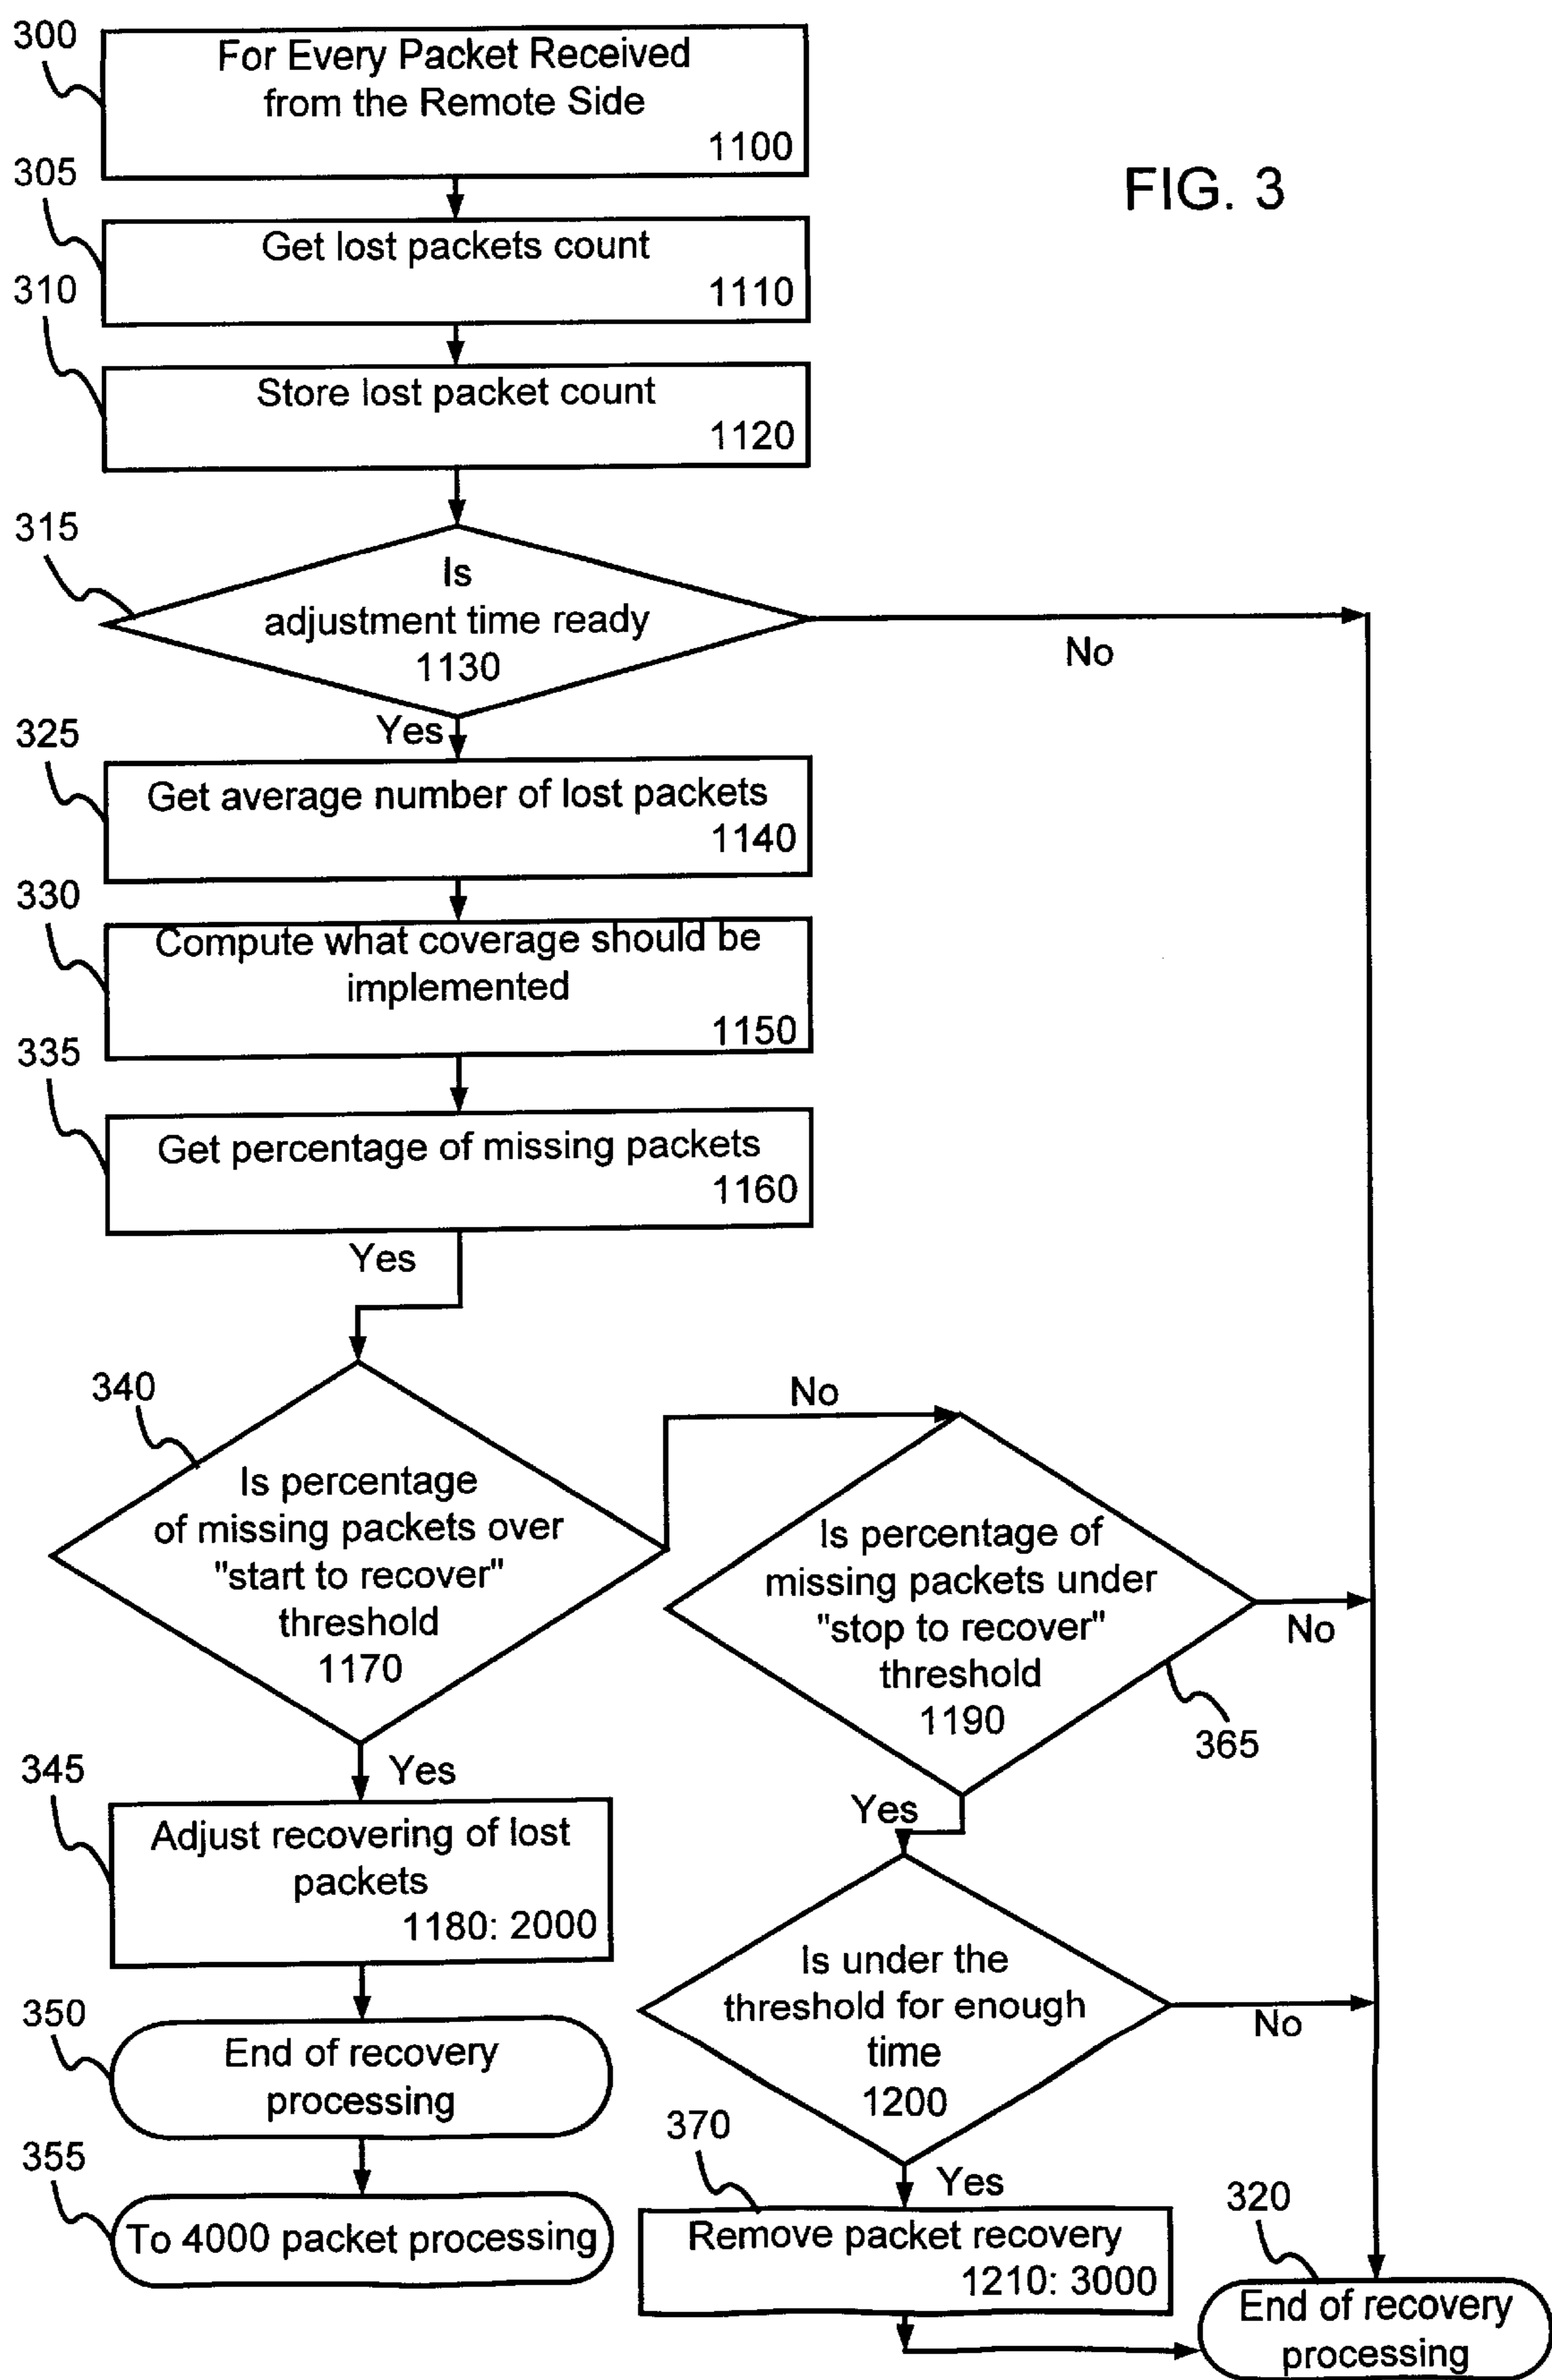 300
For Every Packet Received
from the Remote Side
1100
FIG. 3
305
Get lost packets count
1110
310
Store lost packet count
1120
315
Is
adjustment time ready
1130
No
Yes
325
Get average number of lost packets
1140
330
Compute what coverage should be
implemented
1150
335
Get percentage of missing packets
1160
Yes
340
Is percentage
of missing packets over
"start to recover"
threshold
1170
No
Is percentage of
missing packets under
"stop to recover"
threshold
1190
No
365
Yes
345
Adjust recovering of lost
packets
1180: 2000
Yes
Is under the
threshold for enough
time
1200
No
350
End of recovery
processing
355
To 4000 packet processing
370
Yes
Remove packet recovery
1210: 3000
320
End of recovery
processing